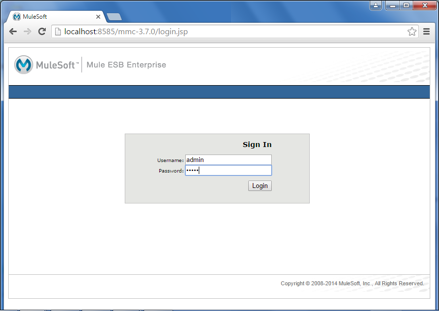 MuleSoft
localhost:8585/mmc-3.7.0/login.jsp
MuleSoft™ Mule ESB Enterprise
Sign In
Username: admin
Password: •••••
Login
Copyright © 2008-2014 MuleSoft, Inc., All Rights Reserved.